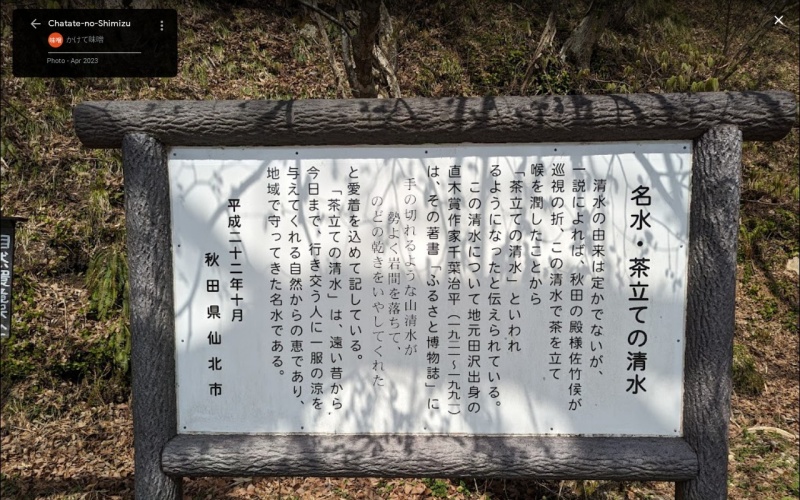 Chatate-no-Shimizu
味噌 かけて味噌
Photo - Apr 2023
名水・茶立ての清水
清水の由来は定かでないが、
一説によれば、秋田の殿様佐竹侯が
巡視の折、この清水で茶を立て
喉を潤したことから
「茶立ての清水」といわれ
るようになったと伝えられている。
この清水について地元田沢出身の
直木賞作家千葉治平（一九二一～一九九一）
は、その著書「ふるさと博物誌」に
手の切れるような山清水が
勢よく岩間を落ちて、
のどの乾きをいやしてくれた
と愛着を込めて記している。
「茶立ての清水」は、遠い昔から
今日まで、行き交う人に一服の涼を
与えてくれる自然からの恵であり、
地域で守ってきた名水である。
平成二十二年十月
秋田県仙北市